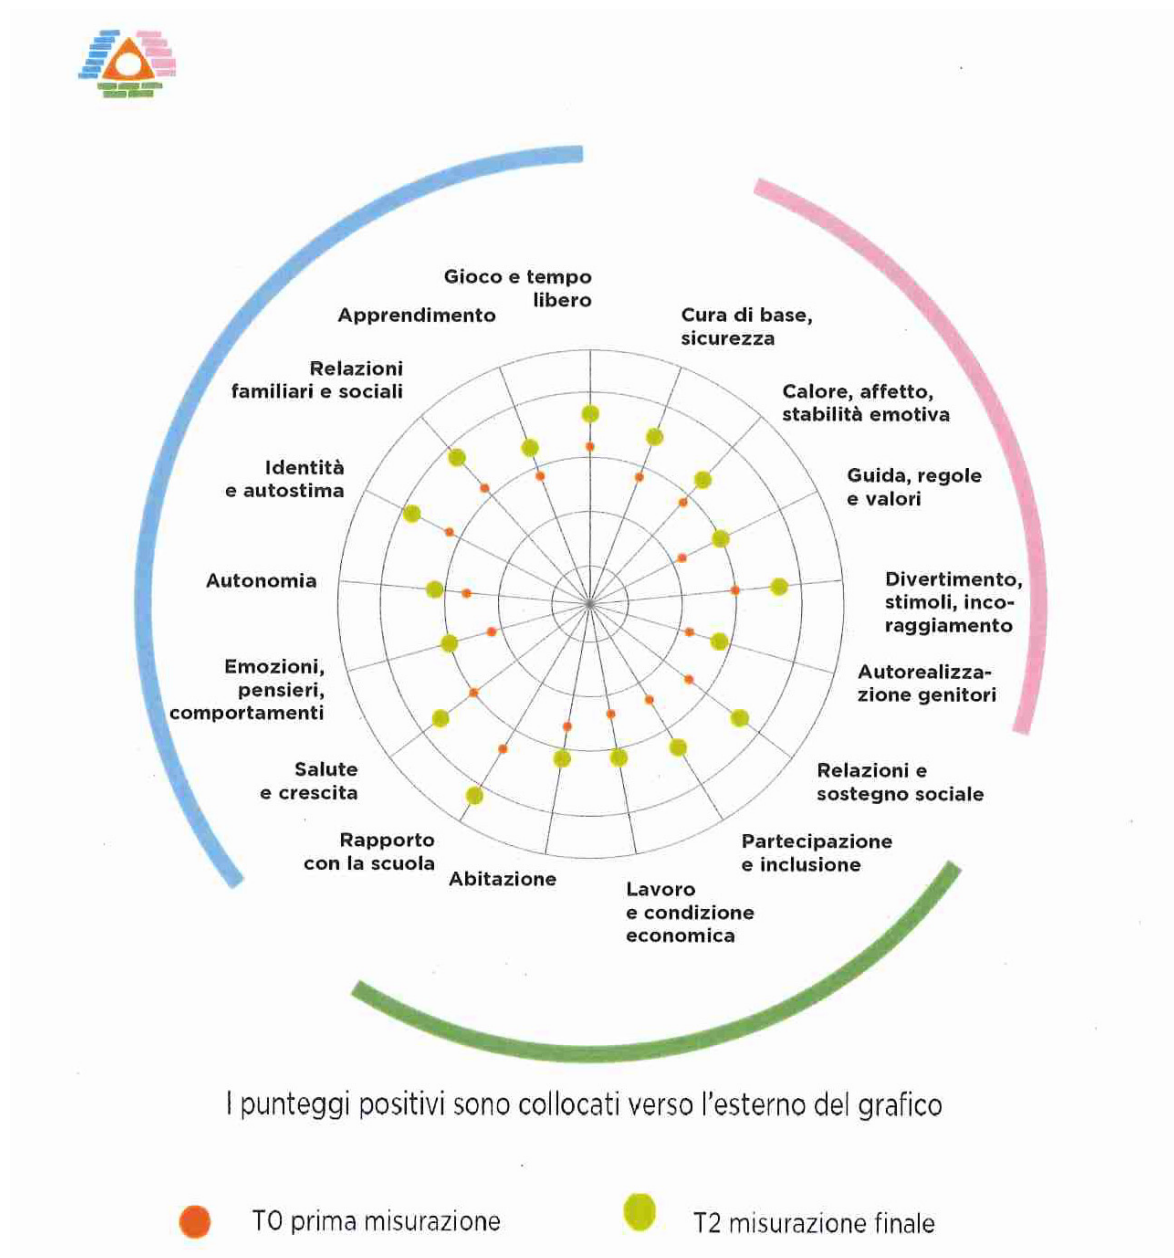 Gioco e tempo
libero
Apprendimento
Cura di base,
sicurezza
Relazioni
familiari e sociali
Calore, affetto,
stabilità emotiva
Identità
e autostima
Guida, regole
e valori
Autonomia
Divertimento,
stimoli, inco-
raggiamento
Emozioni,
pensieri,
comportamenti
Autorealizza-
zione genitori
Salute
e crescita
Relazioni e
sostegno sociale
Rapporto
con la scuola
Partecipazione
e inclusione
Abitazione
Lavoro
e condizione
economica
I punteggi positivi sono collocati verso l'esterno del grafico
T0 prima misurazione
T2 misurazione finale